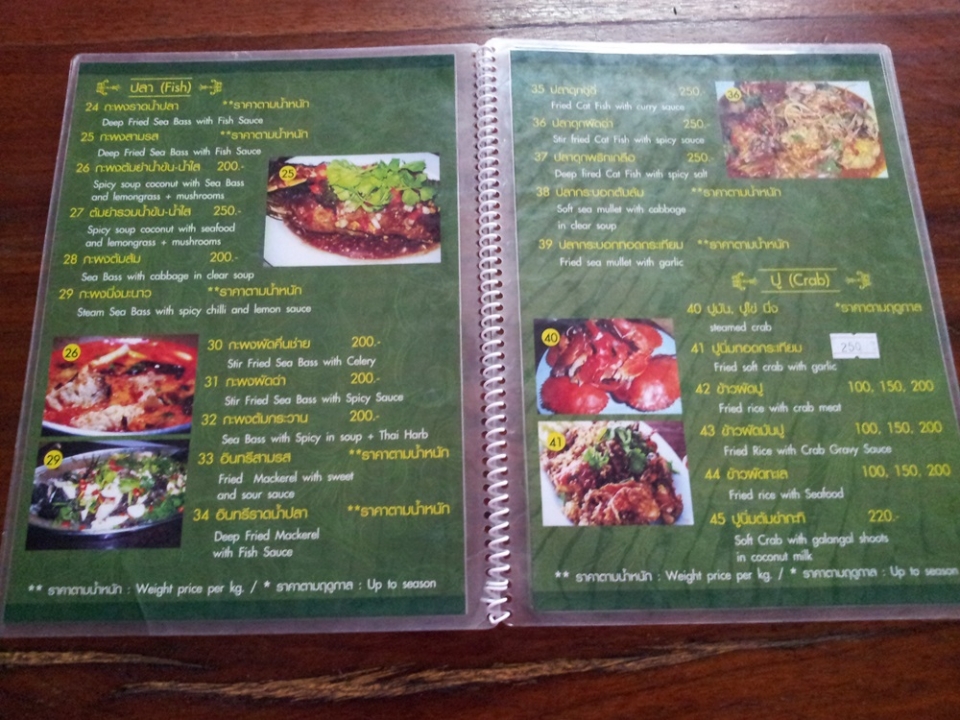 ปลา (Fish)
24 กะพงราดน้ำปลา **ราคาตามน้ำหนัก
Deep Fried Sea Bass with Fish Sauce
25 กะพงสามรส **ราคาตามน้ำหนัก
Deep Fried Sea Bass with Fish Sauce
26 กะพงต้มยำน้ำข้น-น้ำใส 200.-
Spicy soup coconut with Sea Bass
and lemongrass + mushrooms
27 ต้มยำรวมน้ำข้น-น้ำใส 250.-
Spicy soup coconut with seafood
and lemongrass + mushrooms
28 กะพงต้มส้ม 200.-
Sea Bass with cabbage in clear soup
29 กะพงนึ่งมะนาว **ราคาตามน้ำหนัก
Steam Sea Bass with spicy chilli and lemon sauce
25
26
29
30 กะพงผัดคื่นช่าย 200.-
Stir Fried Sea Bass with Celery
31 กะพงผัดฉ่า 200.-
Stir Fried Sea Bass with Spicy Sauce
32 กะพงต้มกระวาน 200.-
Sea Bass with Spicy in soup + Thai Harb
33 อินทรีสามรส **ราคาตามน้ำหนัก
Fried Mackerel with sweet
and sour sauce
34 อินทรีราดน้ำปลา **ราคาตามน้ำหนัก
Deep Fried Mackerel
with Fish Sauce
** ราคาตามน้ำหนัก : Weight price per kg. / * ราคาตามฤดูกาล : Up to season
35 ปลาดุกฉู่ฉี่ 250.-
Fried Cat Fish with curry sauce
36 ปลาดุกผัดฉ่า 250.-
Stir fried Cat Fish with spicy sauce
37 ปลาดุกพริกเกลือ 250.-
Deep fired Cat Fish with spicy salt
38 ปลากระบอกต้มส้ม **ราคาตามน้ำหนัก
Soft sea mullet with cabbage
in clear soup
39 ปลากระบอกทอดกระเทียม **ราคาตามน้ำหนัก
Fried sea mullet with garlic
36
ปู (Crab)
40 ปูมัน, ปูไข่ นึ่ง *ราคาตามฤดูกาล
steamed crab
41 ปูนิ่มทอดกระเทียม 250.-
Fried soft crab with garlic
42 ข้าวผัดปู 100, 150, 200
Fried rice with crab meat
43 ข้าวผัดมันปู 100, 150, 200
Fried Rice with Crab Gravy Sauce
44 ข้าวผัดทะเล 100, 150, 200
Fried rice with Seafood
45 ปูนิ่มต้มข่ากะทิ 220.-
Soft Crab with galangal shoots
in coconut milk
40
41
** ราคาตามน้ำหนัก : Weight price per kg. / * ราคาตามฤดูกาล : Up to season